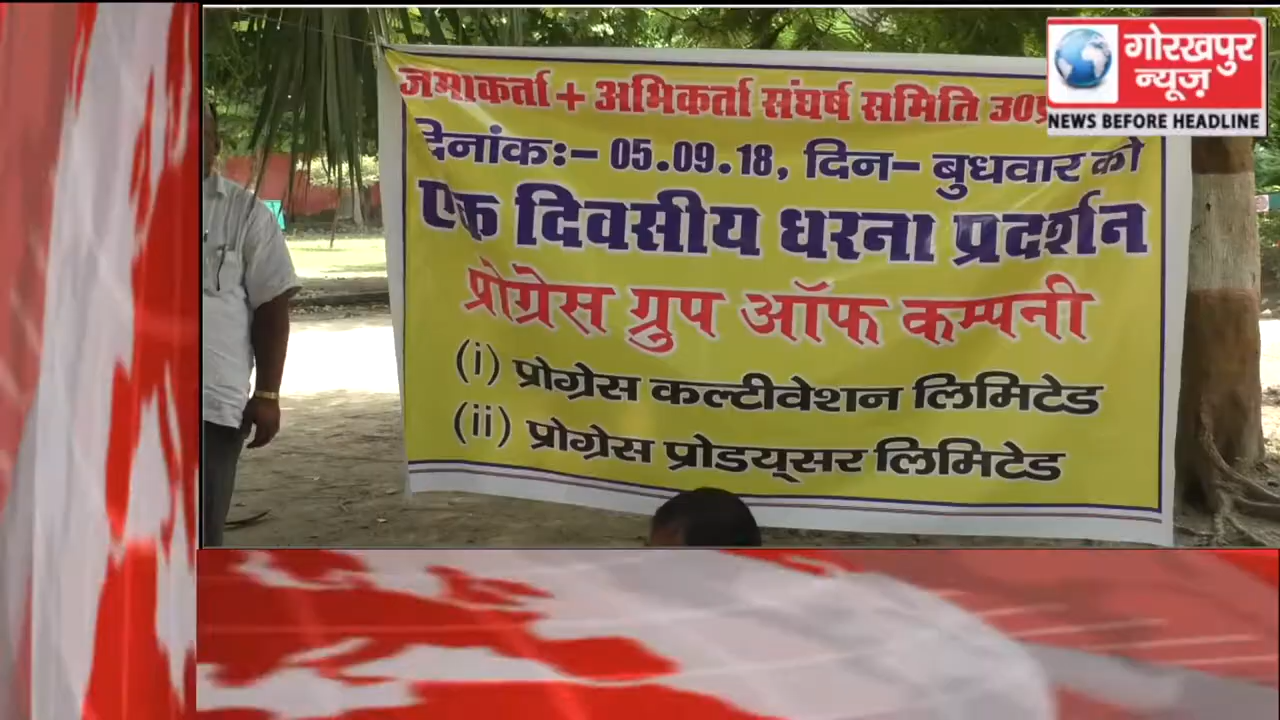 जमाकर्ता + अभिकर्ता संघर्ष समिति उ0प्र
दिनांकः- 05.09.18, दिन- बुधवार को
एक दिवसीय धरना प्रदर्शन
प्रोग्रेस ग्रुप ऑफ कम्पनी
(i) प्रोग्रेस कल्टीवेशन लिमिटेड
(ii) प्रोग्रेस प्रोडय्सर लिमिटेड
गोरखपुर
न्यूज़
NEWS BEFORE HEADLINE